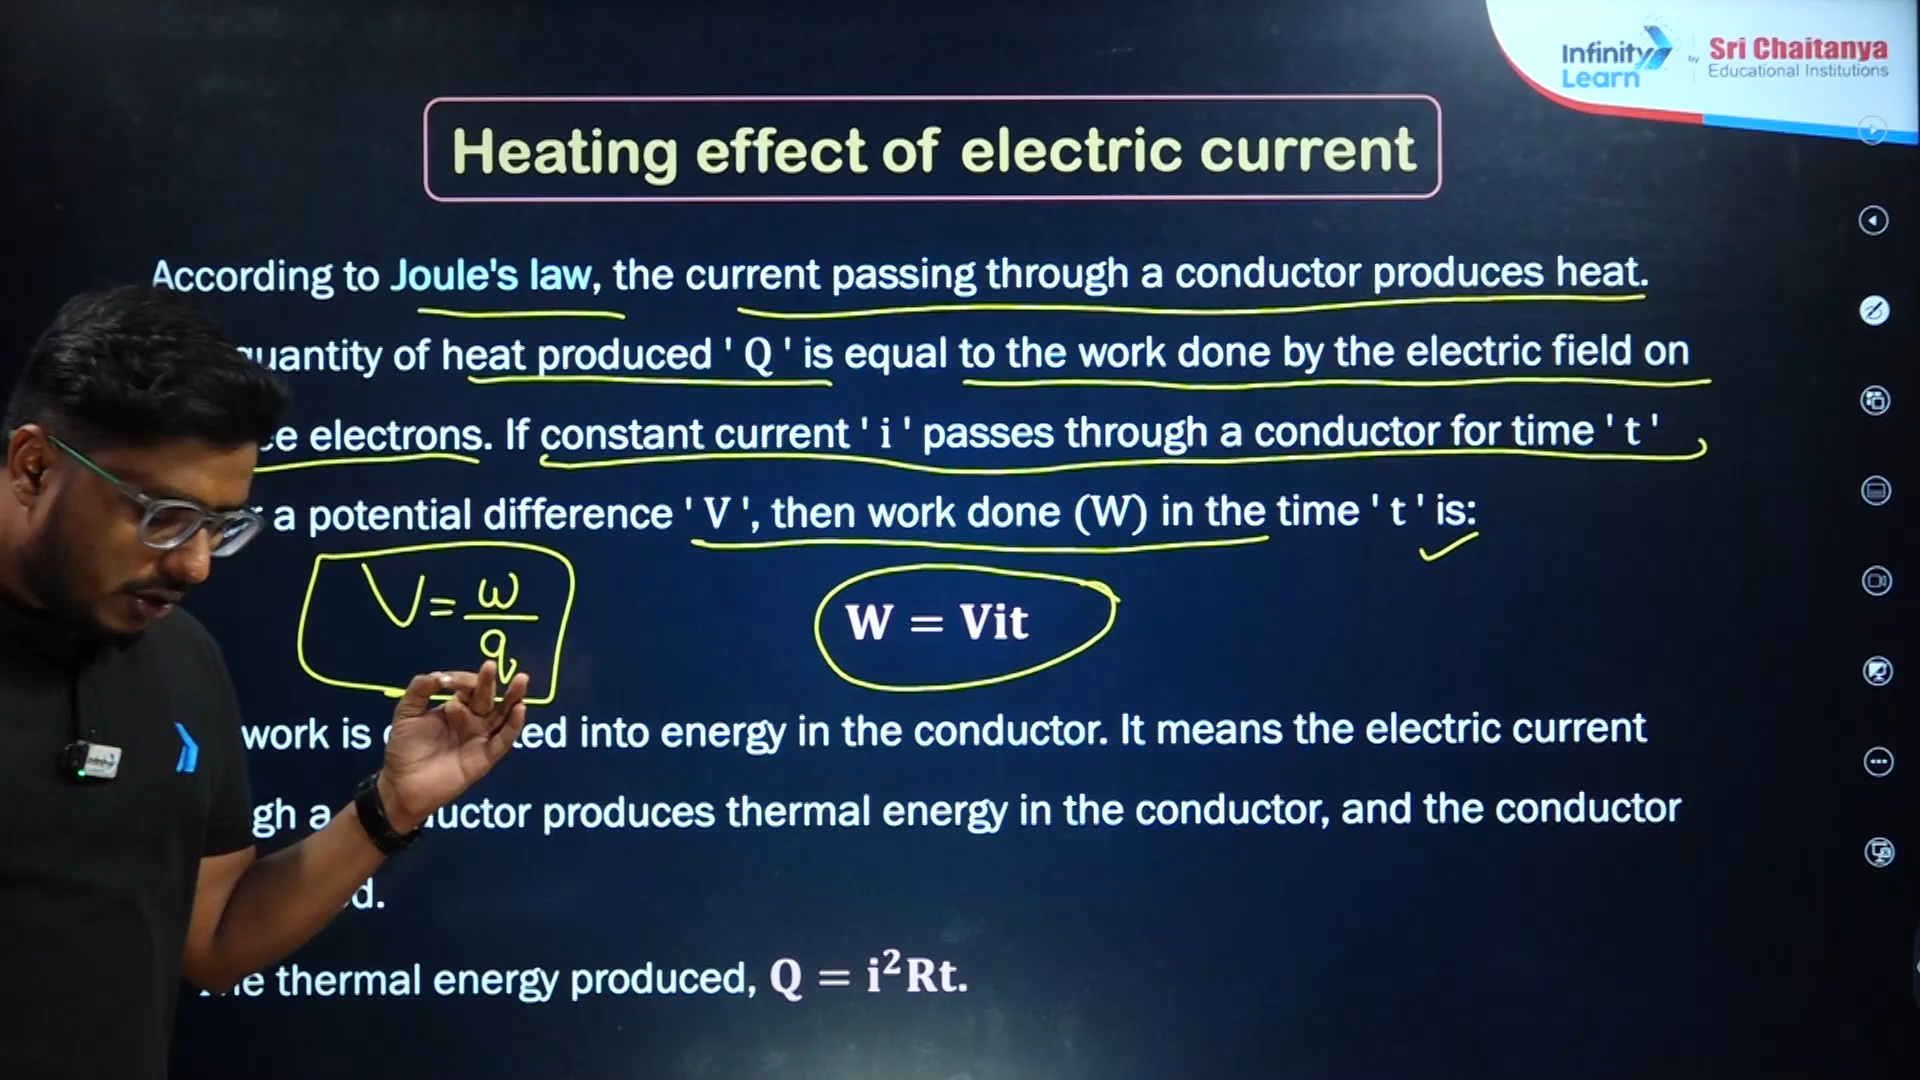 Infinity Learn by Sri Chaitanya Educational Institutions
Heating effect of electric current
According to Joule's law, the current passing through a conductor produces heat.
of heat produced ' Q ' is equal to the work done by the electric field on
electrons. If constant current ' i ' passes through a conductor for time ' t '
a potential difference ' V ', then work done (W) in the time ' t ' is:
V = w/q
W = Vit
work is into energy in the conductor. It means the electric current
a produces thermal energy in the conductor, and the conductor
thermal energy produced, Q = i²Rt.